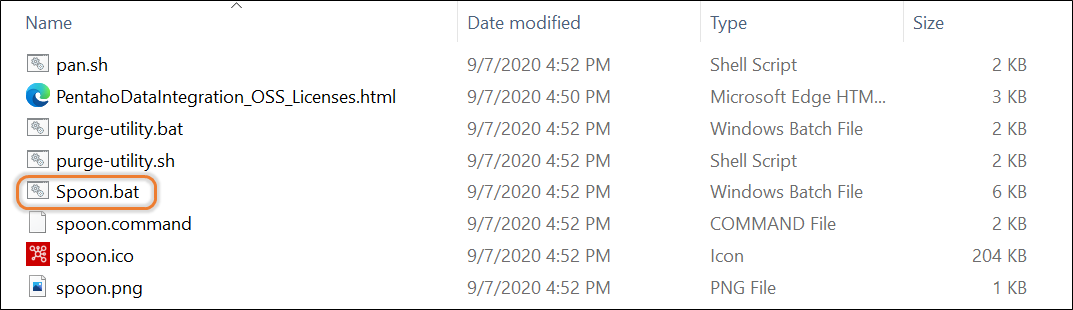 Name Date modified Type Size
pan.sh 9/7/2020 4:52 PM Shell Script 2 KB
PentahoDataIntegration_OSS_Licenses.html 9/7/2020 4:50 PM Microsoft Edge HTM... 3 KB
purge-utility.bat 9/7/2020 4:52 PM Windows Batch File 2 KB
purge-utility.sh 9/7/2020 4:52 PM Shell Script 2 KB
Spoon.bat 9/7/2020 4:52 PM Windows Batch File 6 KB
spoon.command 9/7/2020 4:52 PM COMMAND File 2 KB
spoon.ico 9/7/2020 4:52 PM Icon 204 KB
spoon.png 9/7/2020 4:52 PM PNG File 1 KB